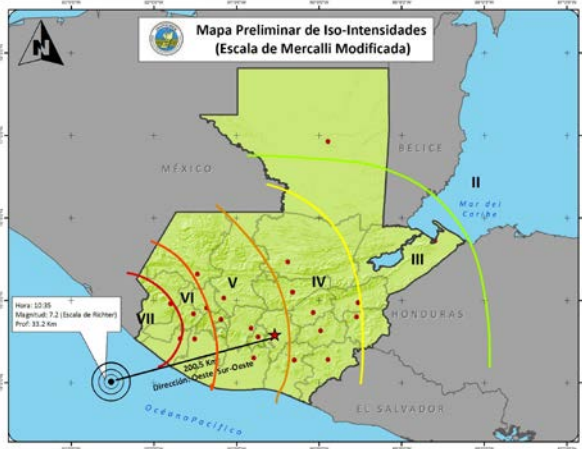 Mapa Preliminar de Iso-Intensidades
(Escala de Mercalli Modificada)
N
MÉXICO
BELICE
II
Mar del
Caribe
III
IV
V
VI
VII
HONDURAS
Hora: 10:35
Magnitud: 7.2 (Escala de Richter)
Prof: 33.2 Km
200.5 Km
Dirección: Oeste Sur-Oeste
EL SALVADOR
Océano Pacífico